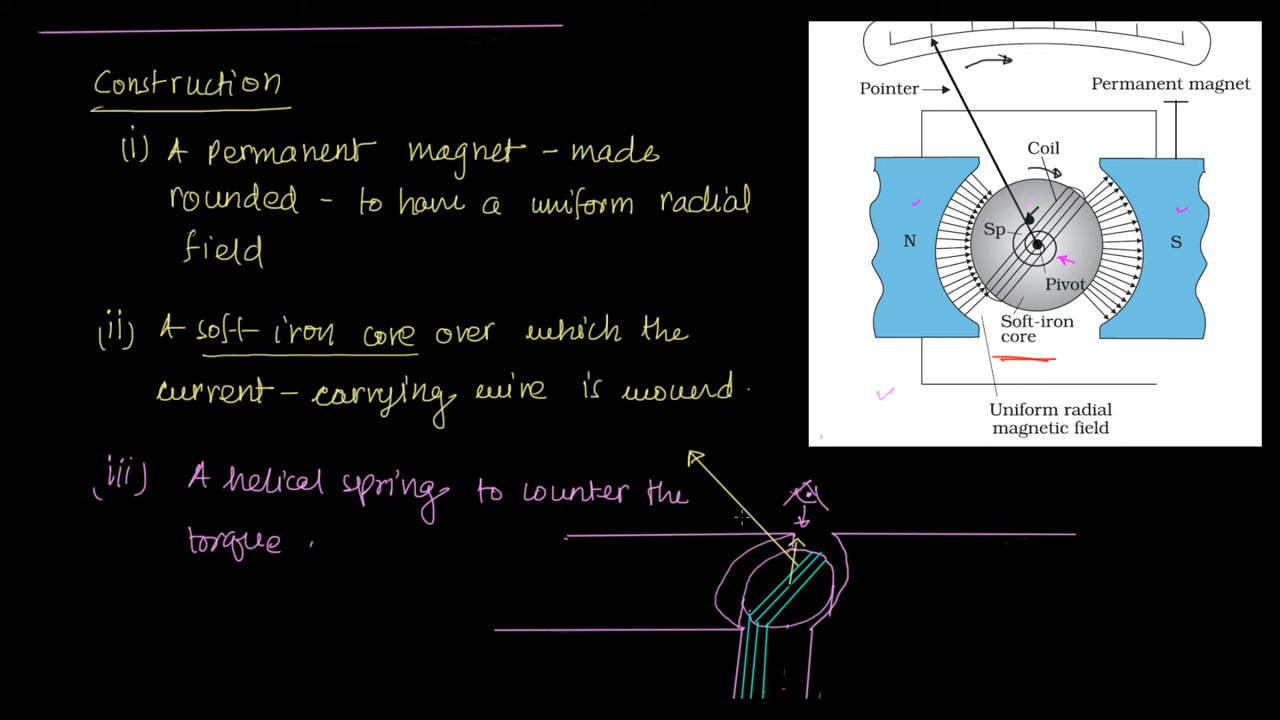 Construction
(i) A permanent magnet - made
rounded - to have a uniform radial
field
(ii) A soft iron core over which the
current - carrying wire is wound.
(iii) A helical spring to counter the
torque.
Pointer
Permanent magnet
Coil
Sp
N
S
Pivot
Soft-iron
core
Uniform radial
magnetic field